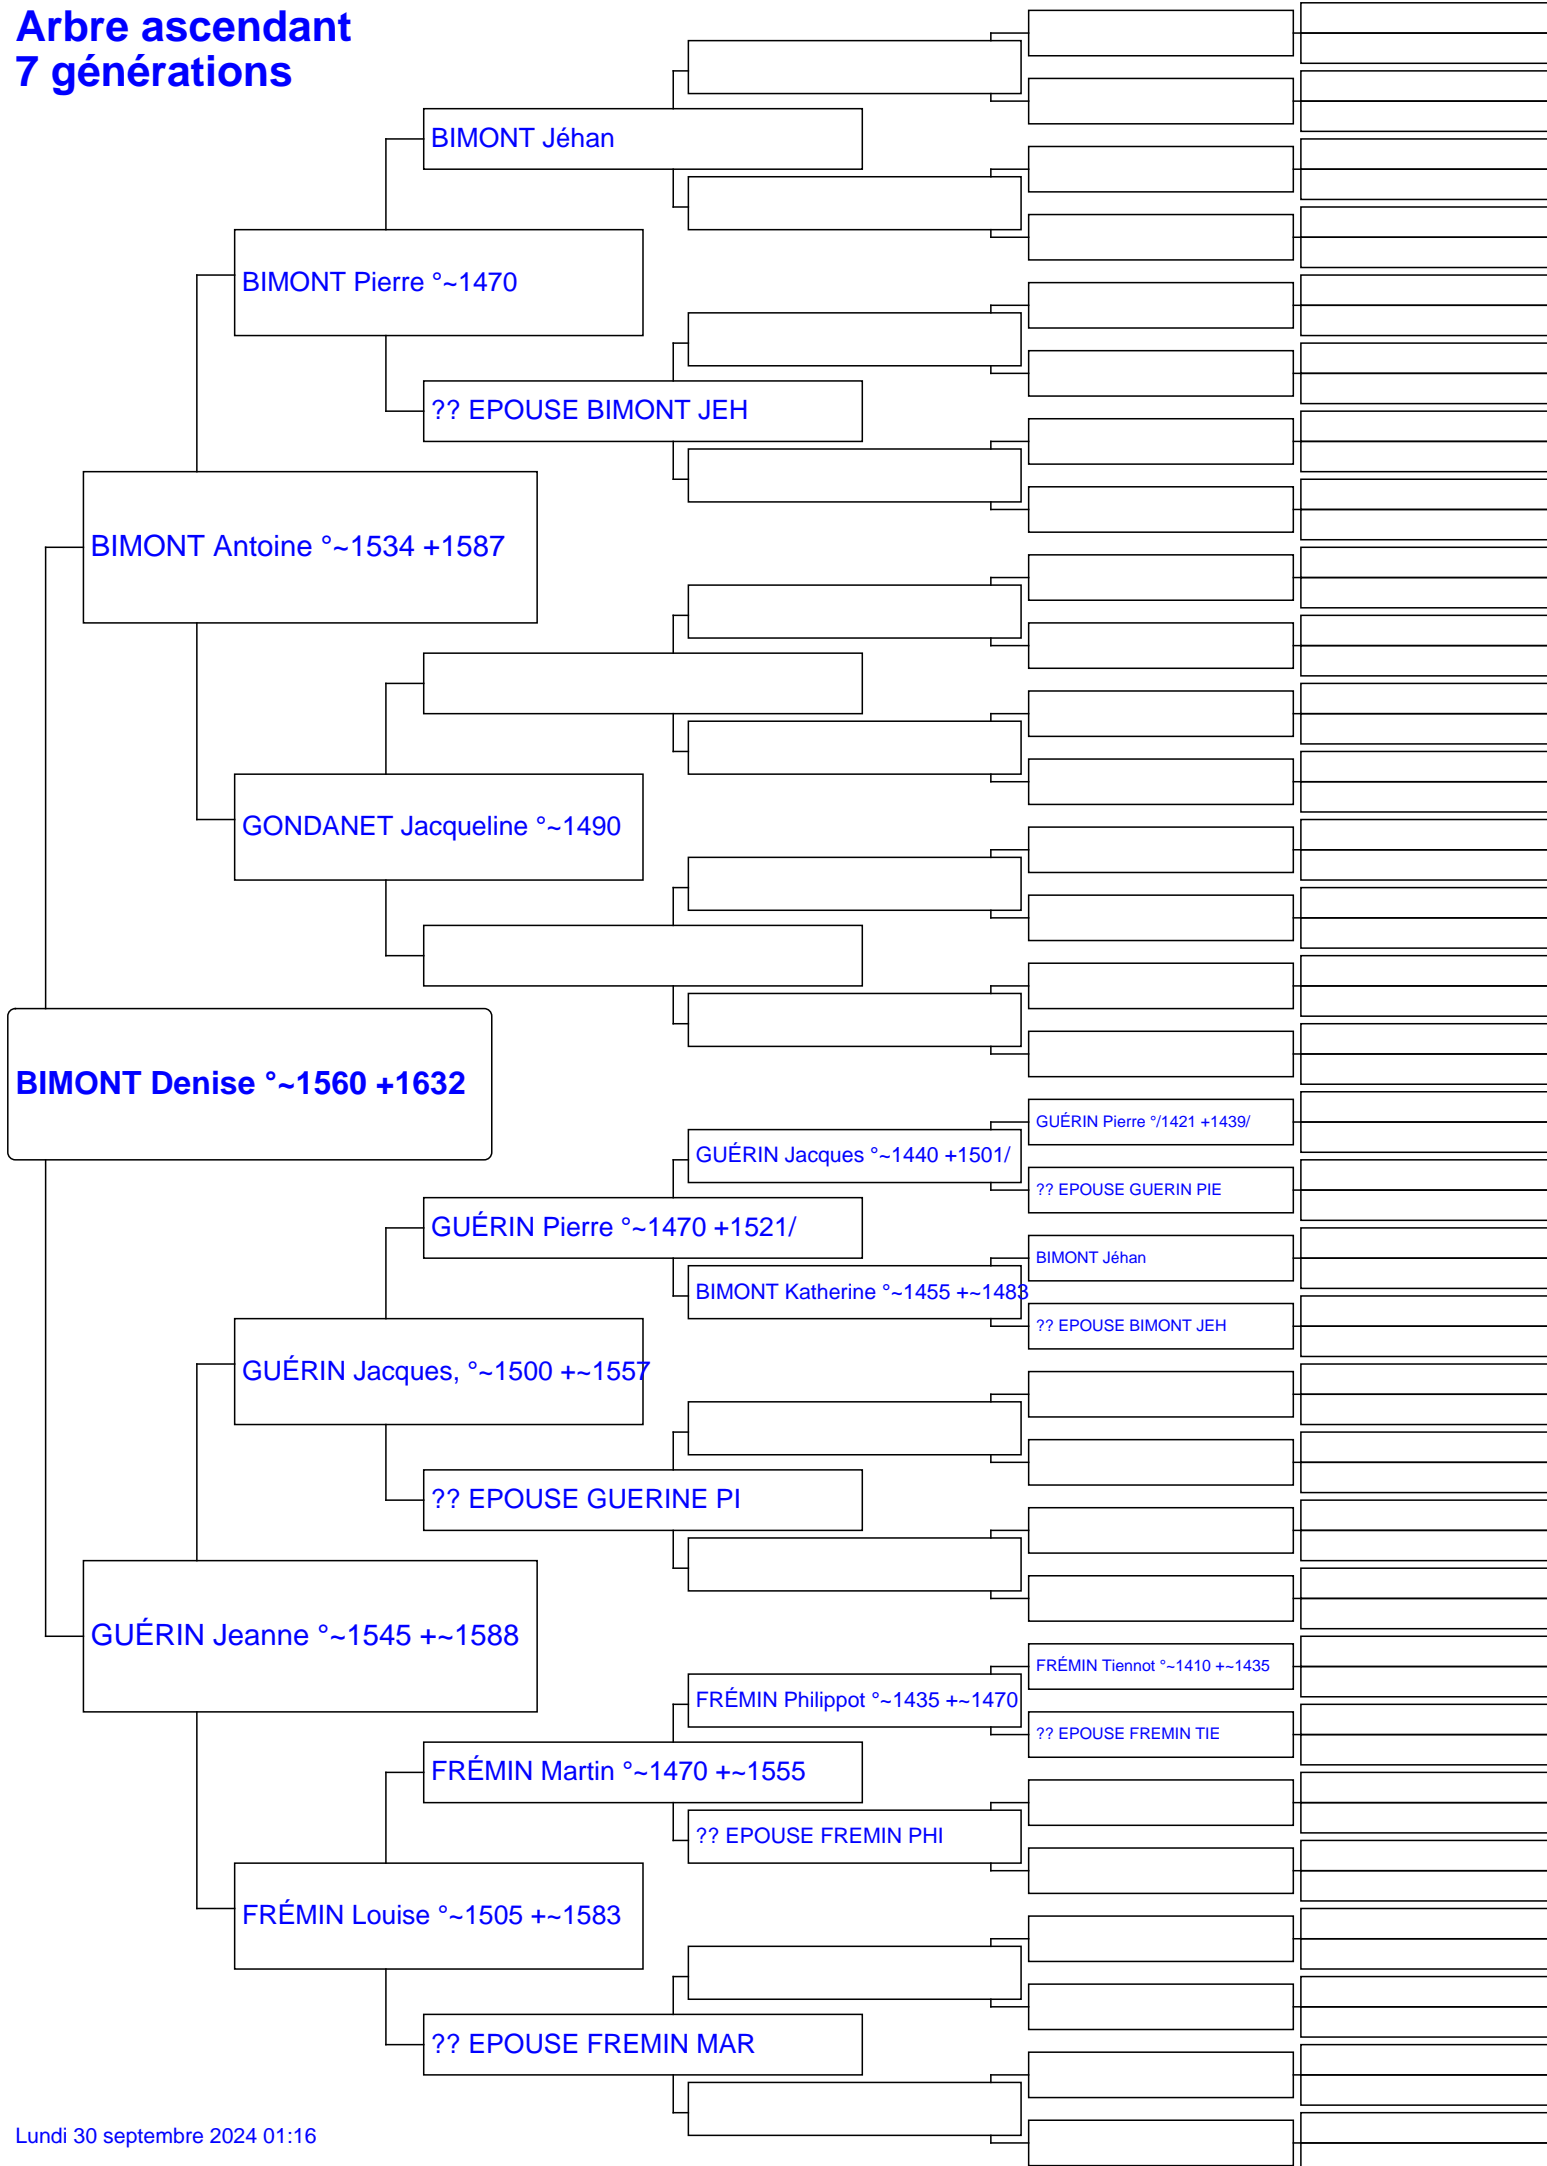 Arbre ascendant
7 générations
BIMONT Jéhan
BIMONT Pierre °~1470
?? EPOUSE BIMONT JEH
BIMONT Antoine °~1534 +1587
GONDANET Jacqueline °~1490
BIMONT Denise °~1560 +1632
GUÉRIN Pierre °/1421 +1439/
GUÉRIN Jacques °~1440 +1501/
?? EPOUSE GUERIN PIE
GUÉRIN Pierre °~1470 +1521/
BIMONT Jéhan
BIMONT Katherine °~1455 +~1483
?? EPOUSE BIMONT JEH
GUÉRIN Jacques, °~1500 +~1557
?? EPOUSE GUERINE PI
GUÉRIN Jeanne °~1545 +~1588
FRÉMIN Tiennot °~1410 +~1435
FRÉMIN Philippot °~1435 +~1470
?? EPOUSE FREMIN TIE
FRÉMIN Martin °~1470 +~1555
?? EPOUSE FREMIN PHI
FRÉMIN Louise °~1505 +~1583
?? EPOUSE FREMIN MAR
Lundi 30 septembre 2024 01:16